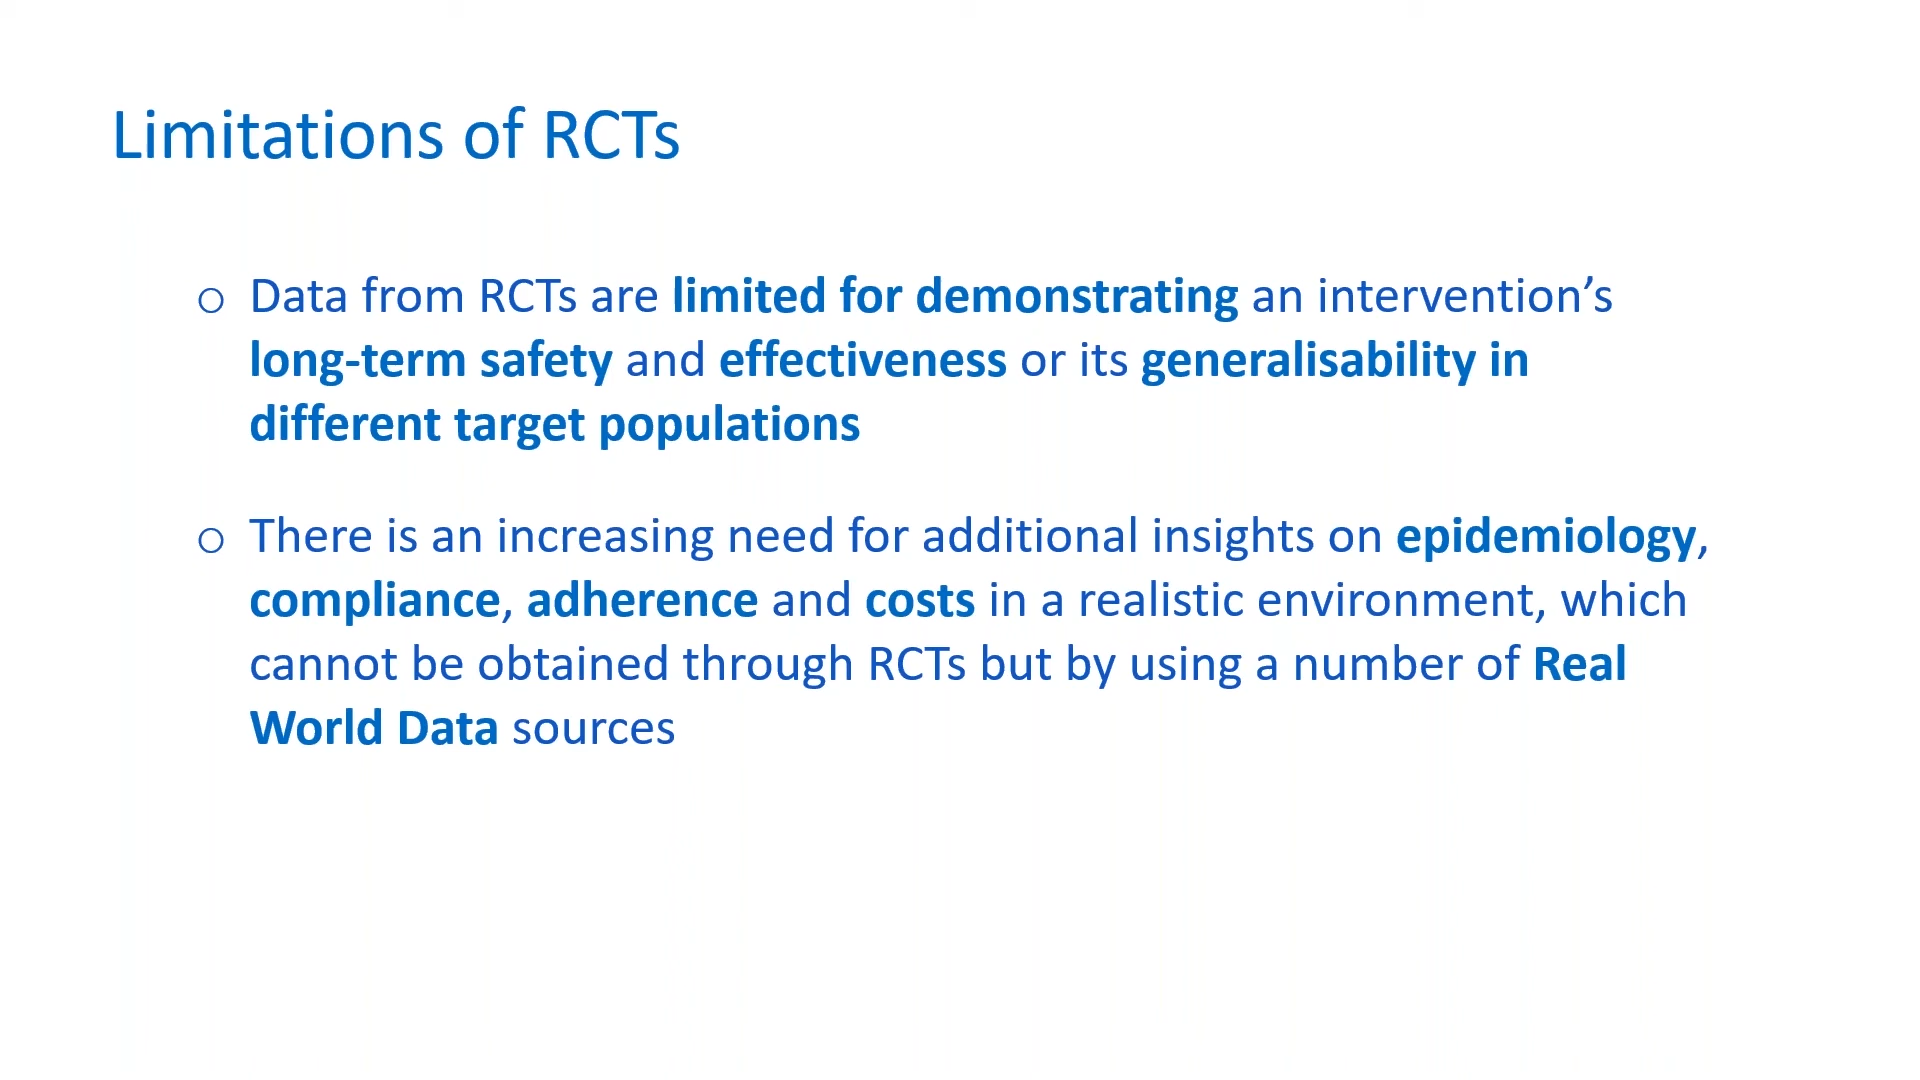 Limitations of RCTs
o Data from RCTs are limited for demonstrating an intervention’s
long-term safety and effectiveness or its generalisability in
different target populations
o There is an increasing need for additional insights on epidemiology,
compliance, adherence and costs in a realistic environment, which
cannot be obtained through RCTs but by using a number of Real
World Data sources